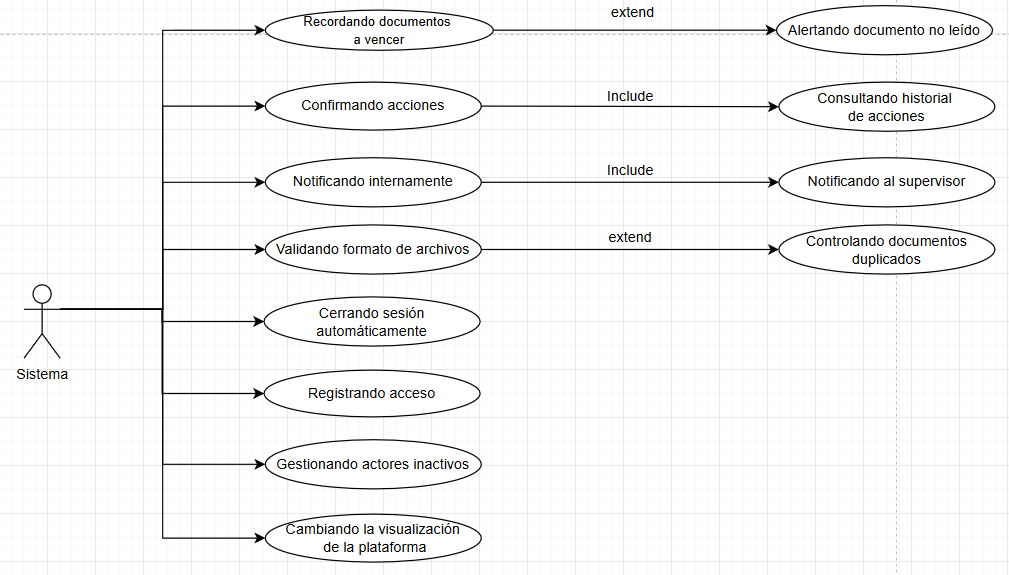 Recordando documentos
a vencer
extend
Alertando documento no leído
Confirmando acciones
Include
Consultando historial
de acciones
Notificando internamente
Include
Notificando al supervisor
Validando formato de archivos
extend
Controlando documentos
duplicados
Cerrando sesión
automáticamente
Sistema
Registrando acceso
Gestionando actores inactivos
Cambiando la visualización
de la plataforma